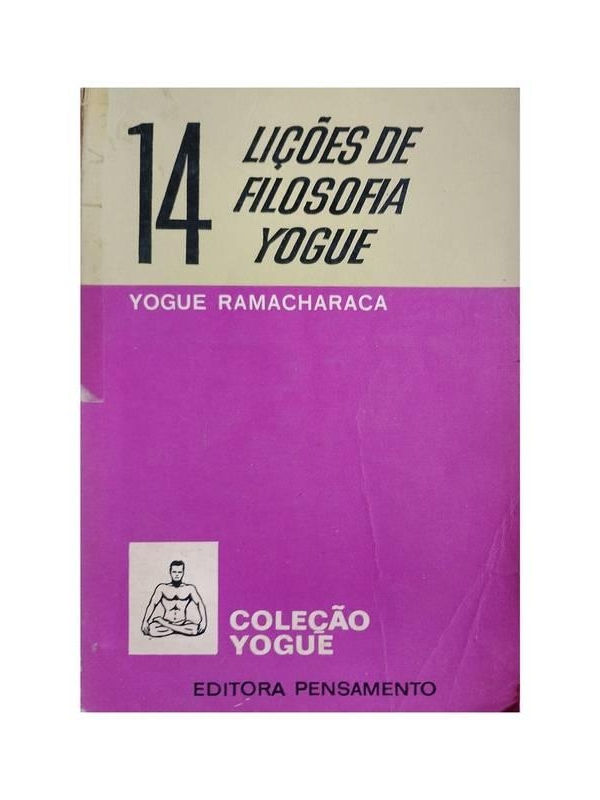 14
LIÇÕES DE
FILOSOFIA
YOGUE
YOGUE RAMACHARACA
COLEÇÃO
YOGUE
EDITORA PENSAMENTO